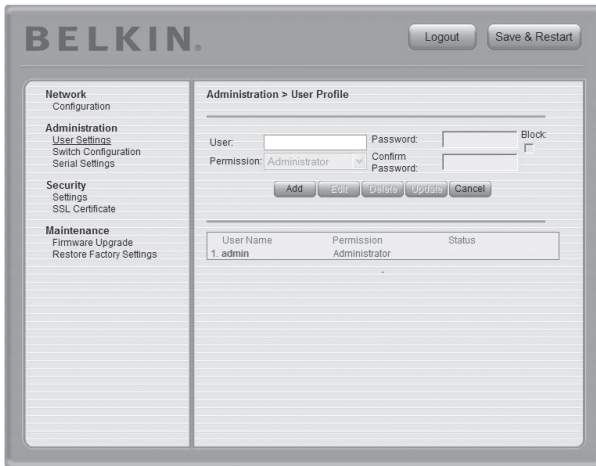 BELKIN.
Logout Save & Restart
Network
Configuration
Administration
User Settings
Switch Configuration
Serial Settings
Security
Settings
SSL Certificate
Maintenance
Firmware Upgrade
Restore Factory Settings
Administration > User Profile
User: Password: Block:
Permission: Administrator Confirm Password:
Add Edit Delete Update Cancel
User Name Permission Status
1. admin Administrator
-